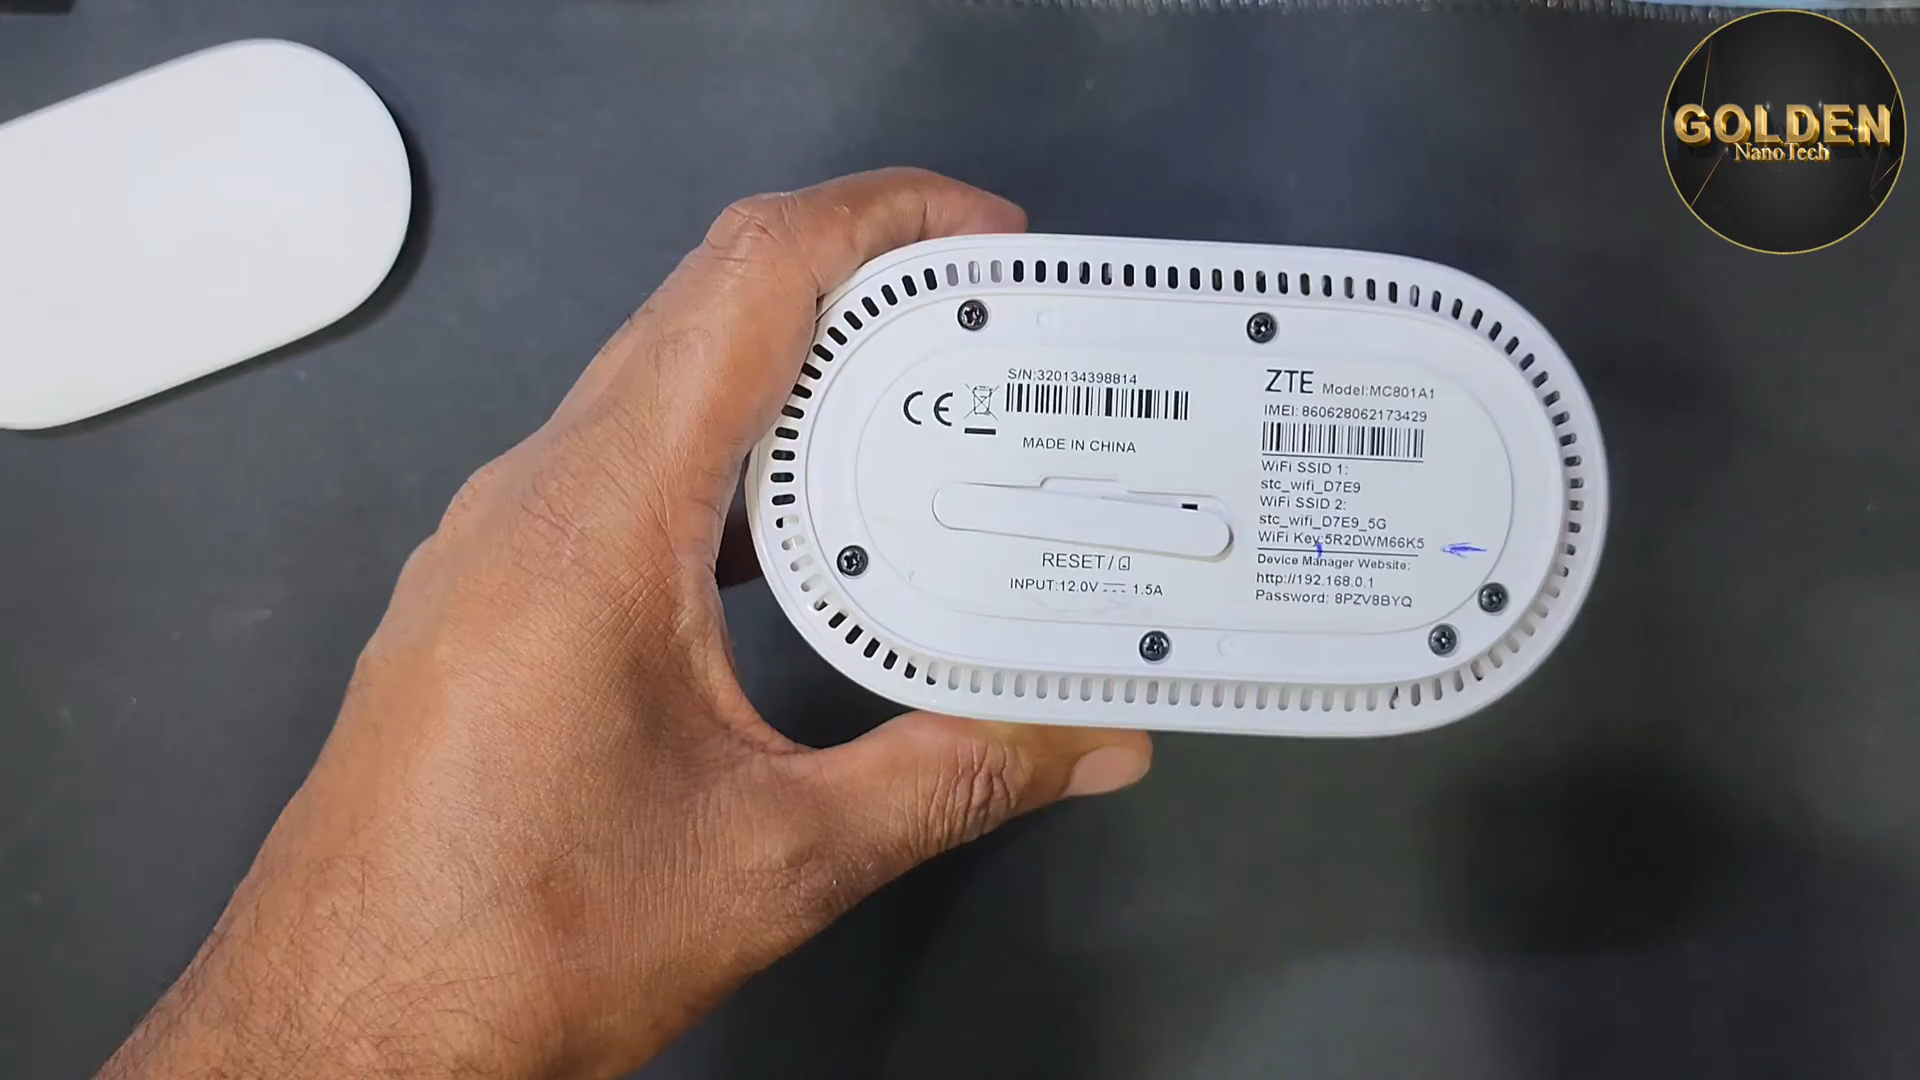 GOLDEN
NanoTech
S/N:320134398814
MADE IN CHINA
RESET/
INPUT:12.0V 1.5A
ZTE Model:MC801A1
IMEI: 860628062173429
WiFi SSID 1:
stc_wifi_D7E9
WiFi SSID 2:
stc_wifi_D7E9_5G
WiFi Key:5R2DWM66K5
Device Manager Website:
http://192.168.0.1
Password: 8PZV8BYQ